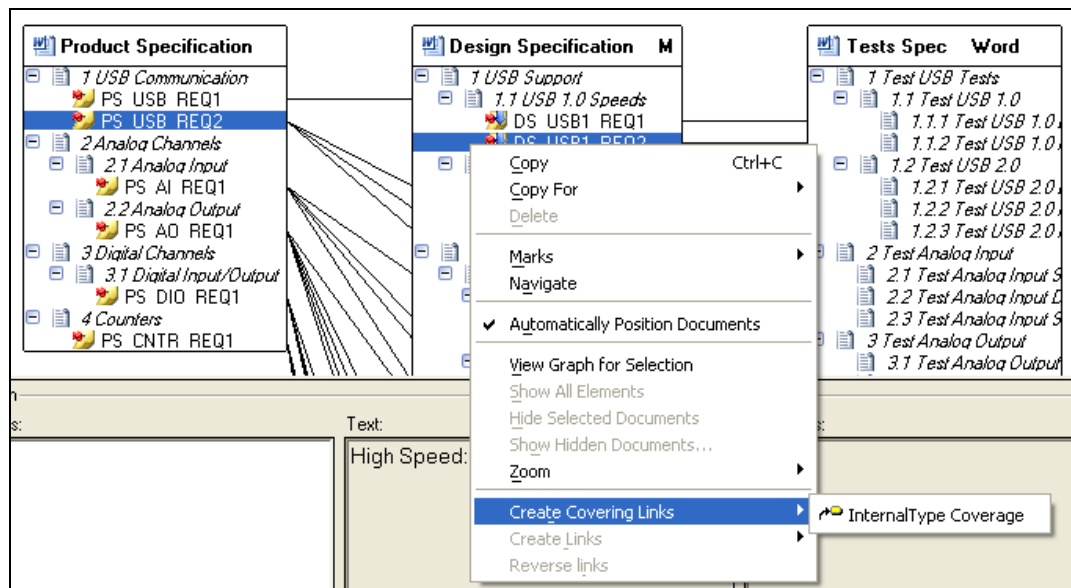 Product Specification
1 USB Communication
PS USB REQ1
PS USB REQ2
2 Analog Channels
2.1 Analog Input
PS AI REQ1
2.2 Analog Output
PS AO REQ1
3 Digital Channels
3.1 Digital Input/Output
PS DIO REQ1
4 Counters
PS CNTR REQ1
Design Specification M
1 USB Support
1.1 USB 1.0 Speeds
DS USB1 REQ1
DS USB1 REQ2
Tests Spec Word
1 Test USB Tests
1.1 Test USB 1.0
1.1.1 Test USB 1.0
1.1.2 Test USB 1.0
1.2 Test USB 2.0
1.2.1 Test USB 2.0
1.2.2 Test USB 2.0
1.2.3 Test USB 2.0
2 Test Analog Input
2.1 Test Analog Input S
2.2 Test Analog Input D
2.3 Test Analog Input S
3 Test Analog Output
3.1 Test Analog Output
Copy Ctrl+C
Copy For
Delete
Marks
Navigate
Automatically Position Documents
View Graph for Selection
Show All Elements
Hide Selected Documents
Show Hidden Documents...
Zoom
Create Covering Links
InternalType Coverage
Create Links
Reverse links
s:
Text:
s:
High Speed: